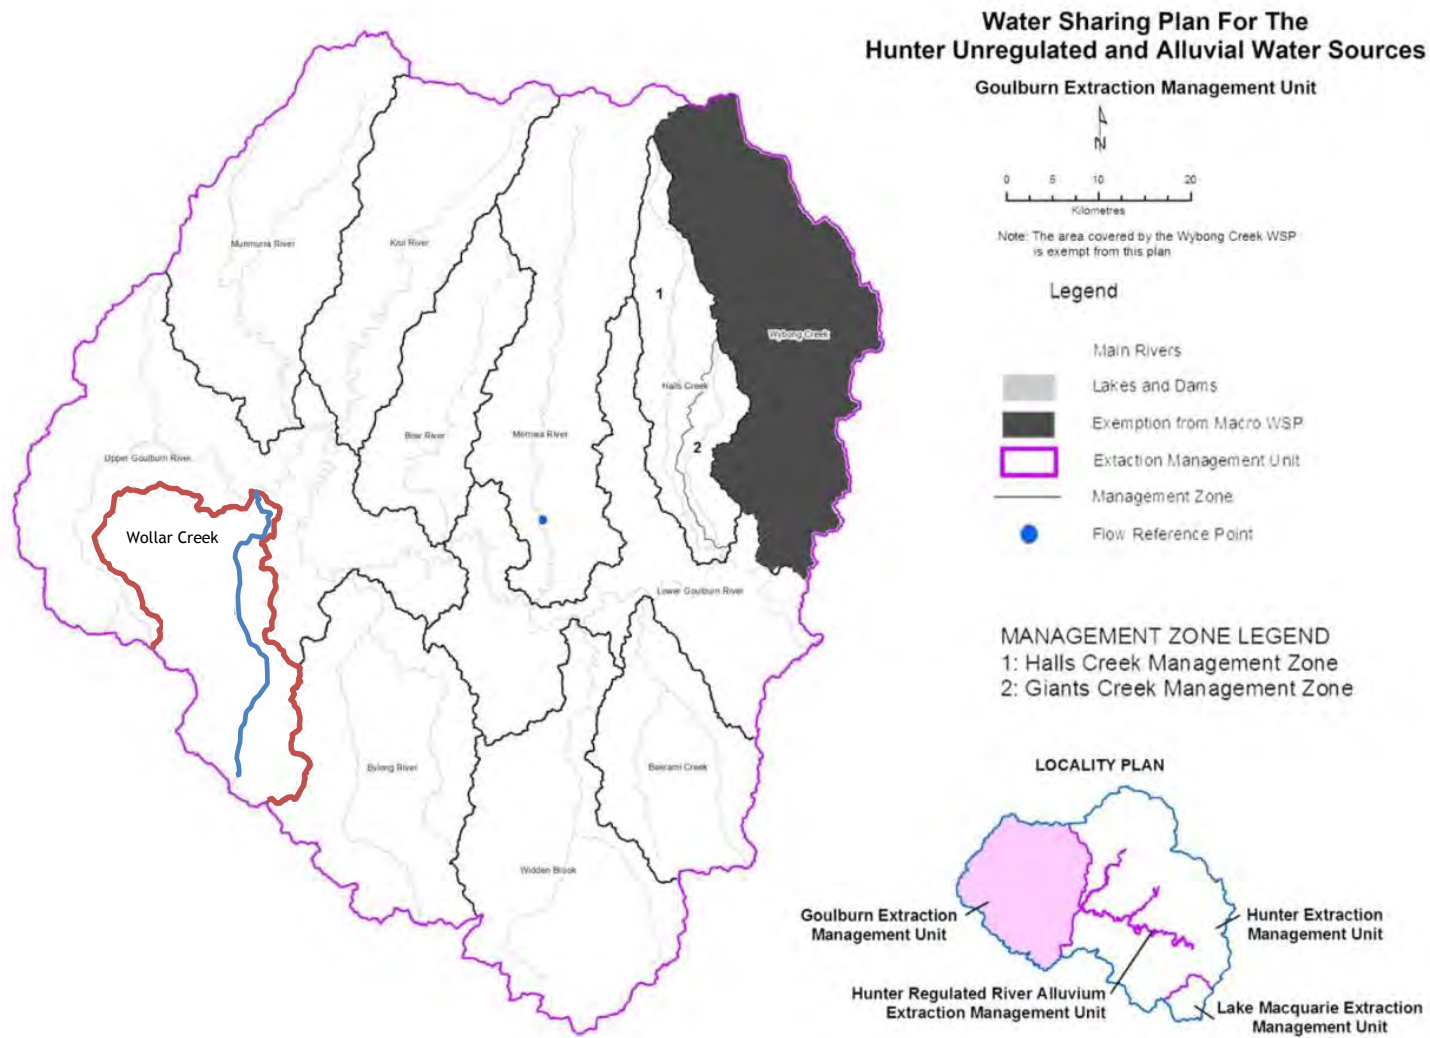 Water Sharing Plan For The
Hunter Unregulated and Alluvial Water Sources
Goulburn Extraction Management Unit
N
0 5 10 20
Kilometres
Note: The area covered by the Wybong Creek WSP
is exempt from this plan
Legend
Main Rivers
Lakes and Dams
Exemption from Macro WSP
Extaction Management Unit
Management Zone
Flow Reference Point
MANAGEMENT ZONE LEGEND
1: Halls Creek Management Zone
2: Giants Creek Management Zone
LOCALITY PLAN
Goulburn Extraction
Management Unit
Hunter Extraction
Management Unit
Hunter Regulated River Alluvium
Extraction Management Unit
Lake Macquarie Extraction
Management Unit
Munmurra River
Krui River
1
Wybong Creek
Halls Creek
Bow River
Merriwa River
2
Upper Goulburn River
Wollar Creek
Lower Goulburn River
Bylong River
Baerami Creek
Widden Brook